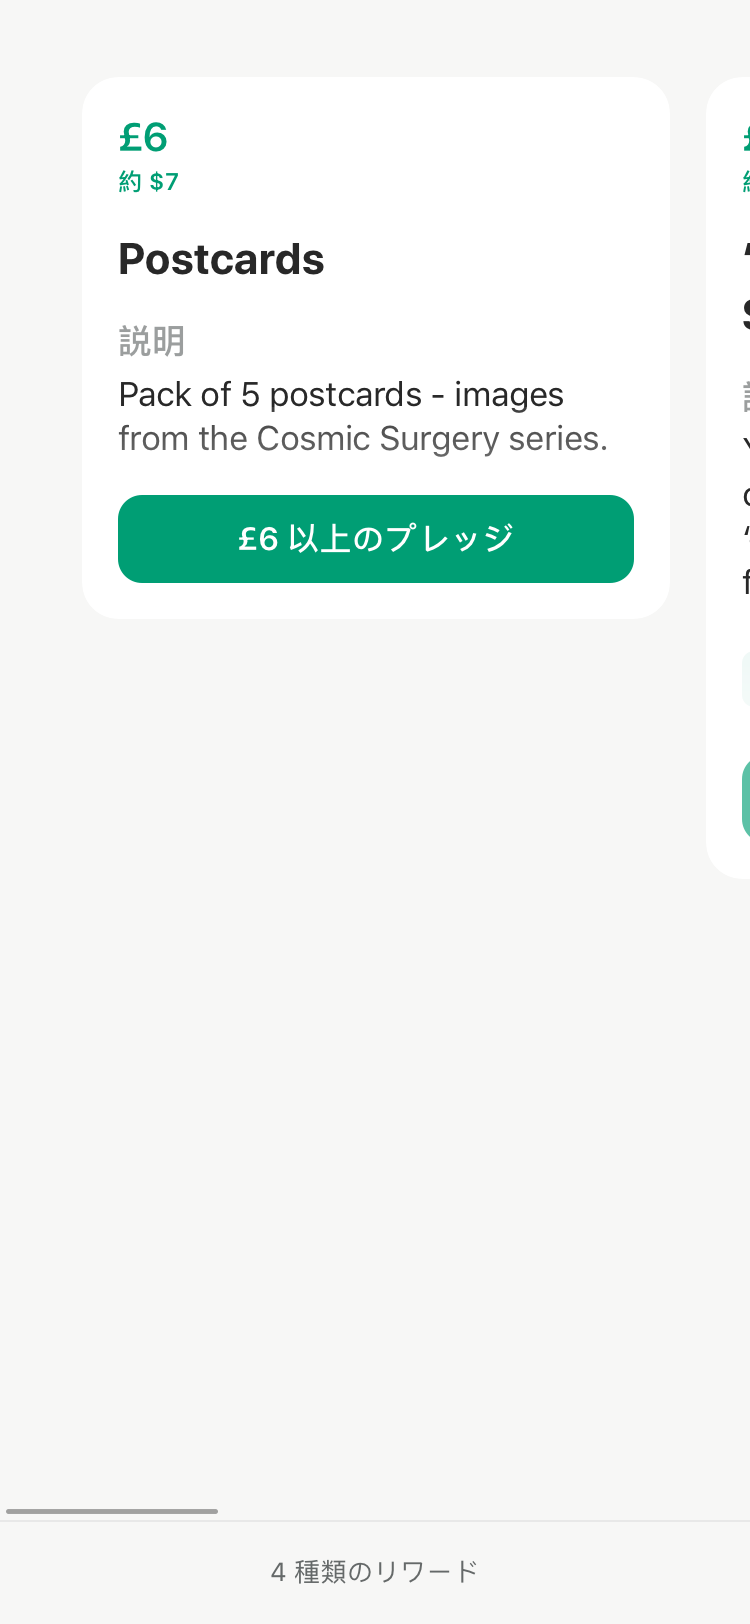 £6
約 $7
Postcards
説明
Pack of 5 postcards - images
from the Cosmic Surgery series.
£6 以上のプレッジ
4 種類のリワード